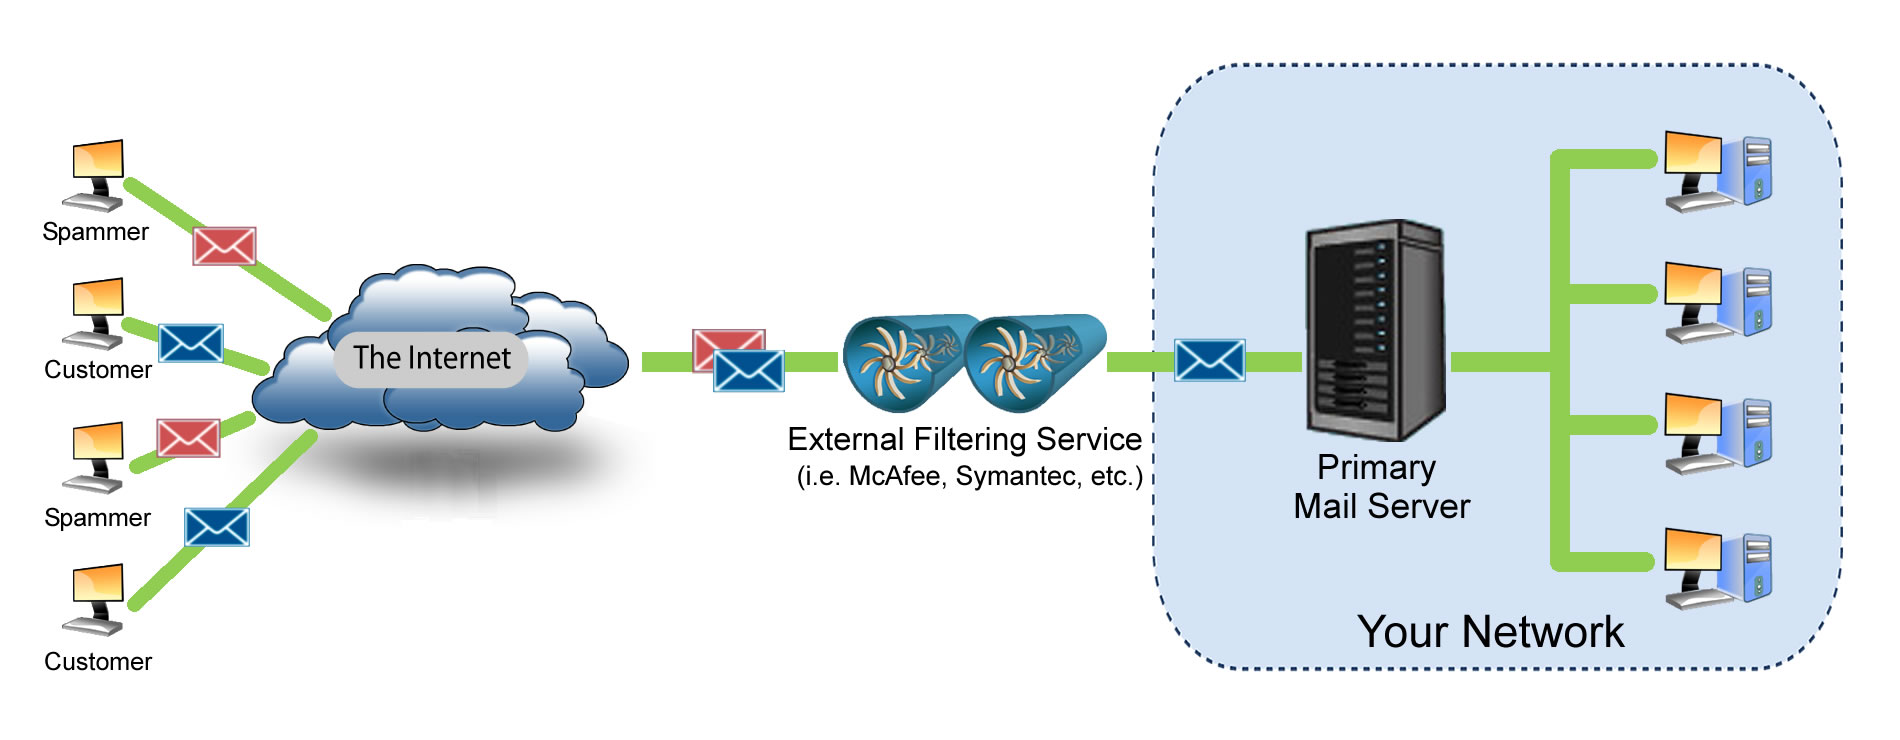 Spammer
Customer
Spammer
Customer
The Internet
External Filtering Service
(i.e. McAfee, Symantec, etc.)
Primary
Mail Server
Your Network